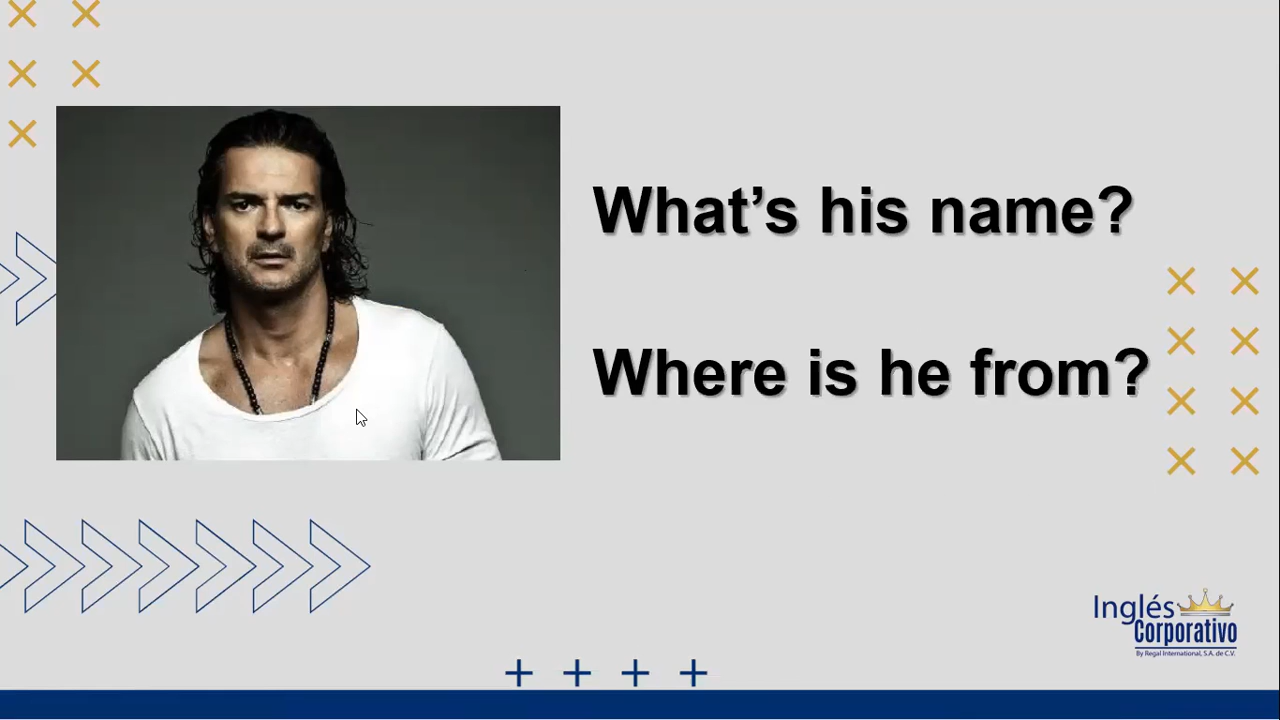 What’s his name?
Where is he from?
Inglés
Corporativo
By Regal International, S.A. de C.V.